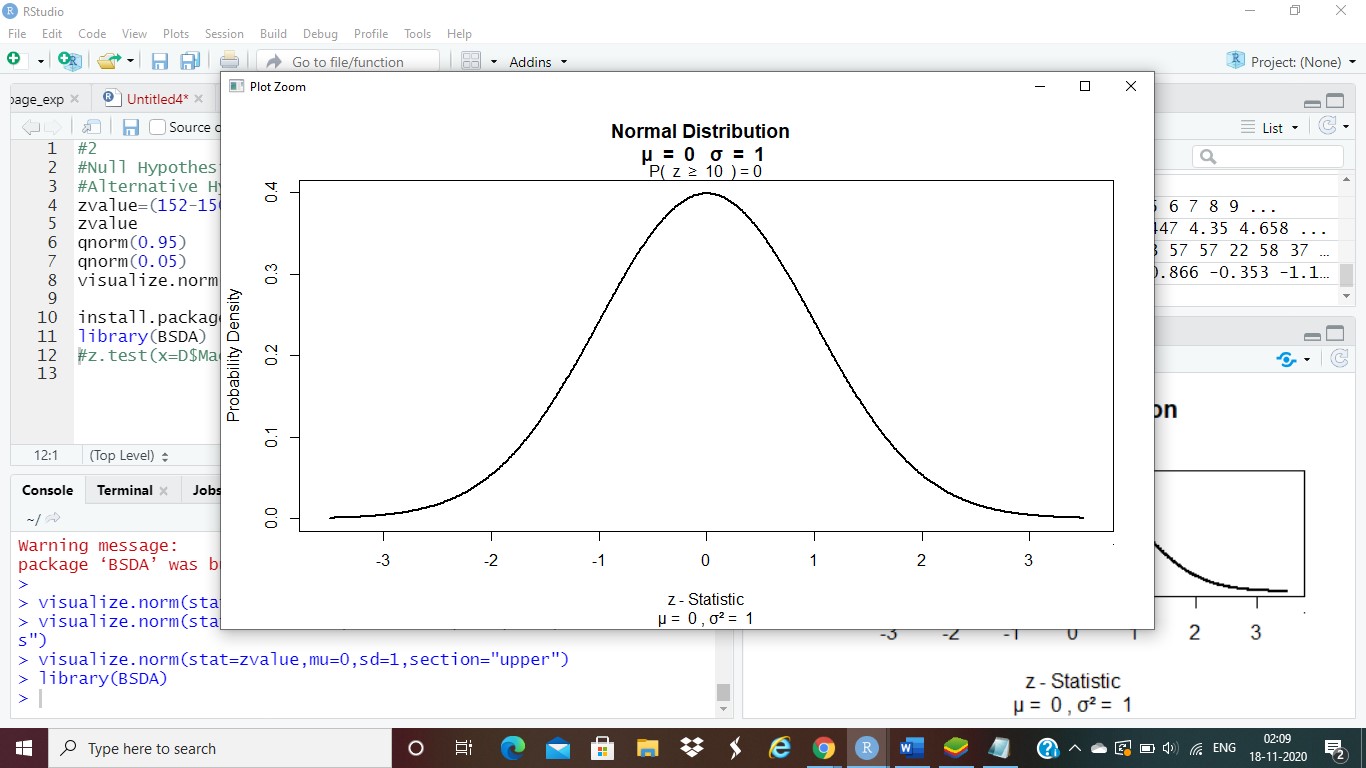 RStudio
File Edit Code View Plots Session Build Debug Profile Tools Help
Go to file/function Addins Project: (None)
Plot Zoom
page_exp Untitled4*
Source
List
1 #2
2 #Null Hypothes
3 #Alternative H
4 zvalue=(152-15
5 zvalue
6 qnorm(0.95)
7 qnorm(0.05)
8 visualize.norm
9
10 install.package
11 library(BSDA)
12 #z.test(x=D$Ma
13
12:1 (Top Level)
Console Terminal Jobs
~/
Warning message:
package ‘BSDA’ was b
>
> visualize.norm(sta
> visualize.norm(sta
s")
> visualize.norm(stat=zvalue,mu=0,sd=1,section="upper")
> library(BSDA)
>
Normal Distribution
μ = 0 σ = 1
P( z ≥ 10 ) = 0
Probability Density
0.4
0.3
0.2
0.1
0.0
-3 -2 -1 0 1 2 3
z - Statistic
μ = 0 , σ² = 1
6 7 8 9 ...
447 4.35 4.658 ...
57 57 22 58 37 ...
0.866 -0.353 -1.1...
on
-3 -2 -1 0 1 2 3
z - Statistic
μ = 0 , σ² = 1
Type here to search
ENG
02:09
18-11-2020
2